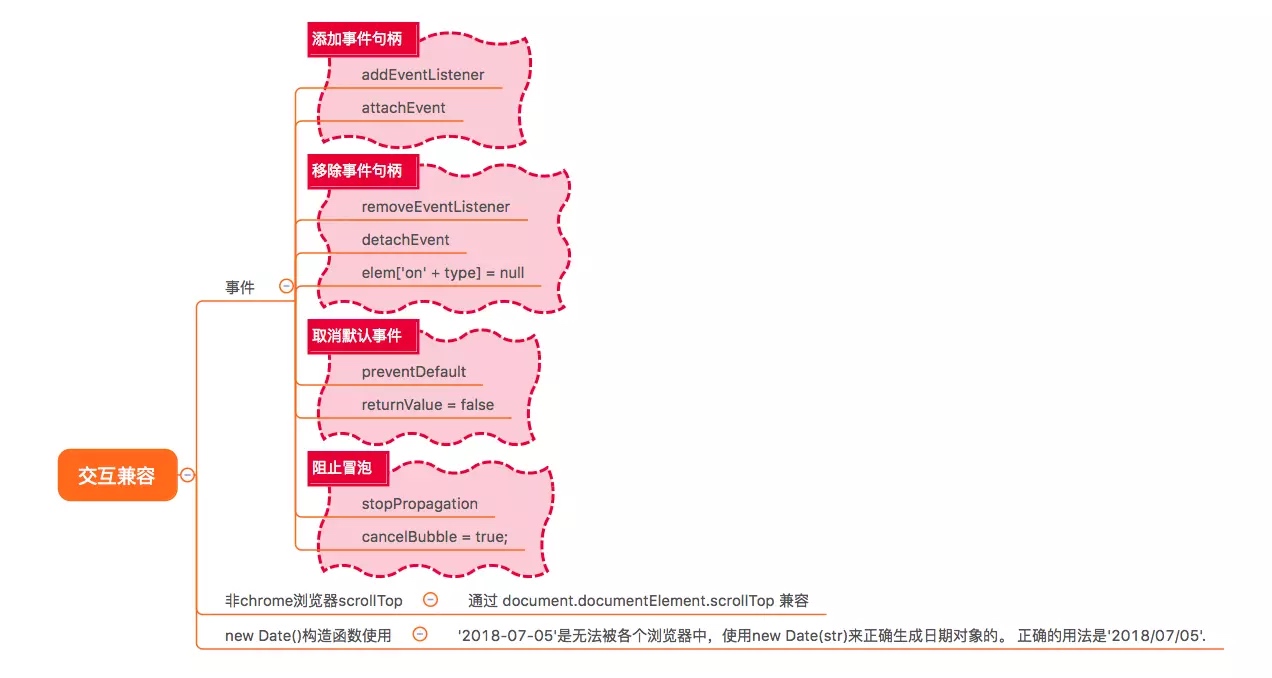 添加事件句柄
addEventListener
attachEvent
移除事件句柄
removeEventListener
detachEvent
elem['on' + type] = null
事件
取消默认事件
preventDefault
returnValue = false
交互兼容
阻止冒泡
stopPropagation
cancelBubble = true;
非chrome浏览器scrollTop
通过 document.documentElement.scrollTop 兼容
new Date()构造函数使用
'2018-07-05'是无法被各个浏览器中，使用new Date(str)来正确生成日期对象的。 正确的用法是'2018/07/05'.